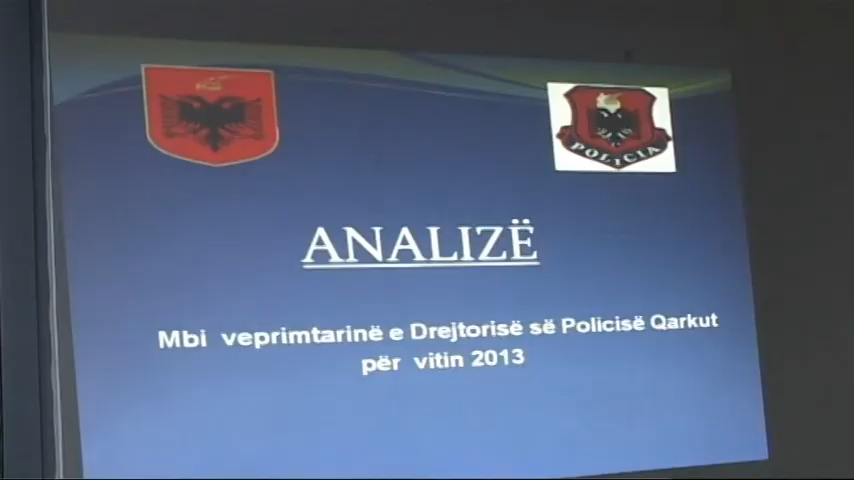 POLICIA
ANALIZË
Mbi veprimtarinë e Drejtorisë së Policisë Qarkut
për vitin 2013